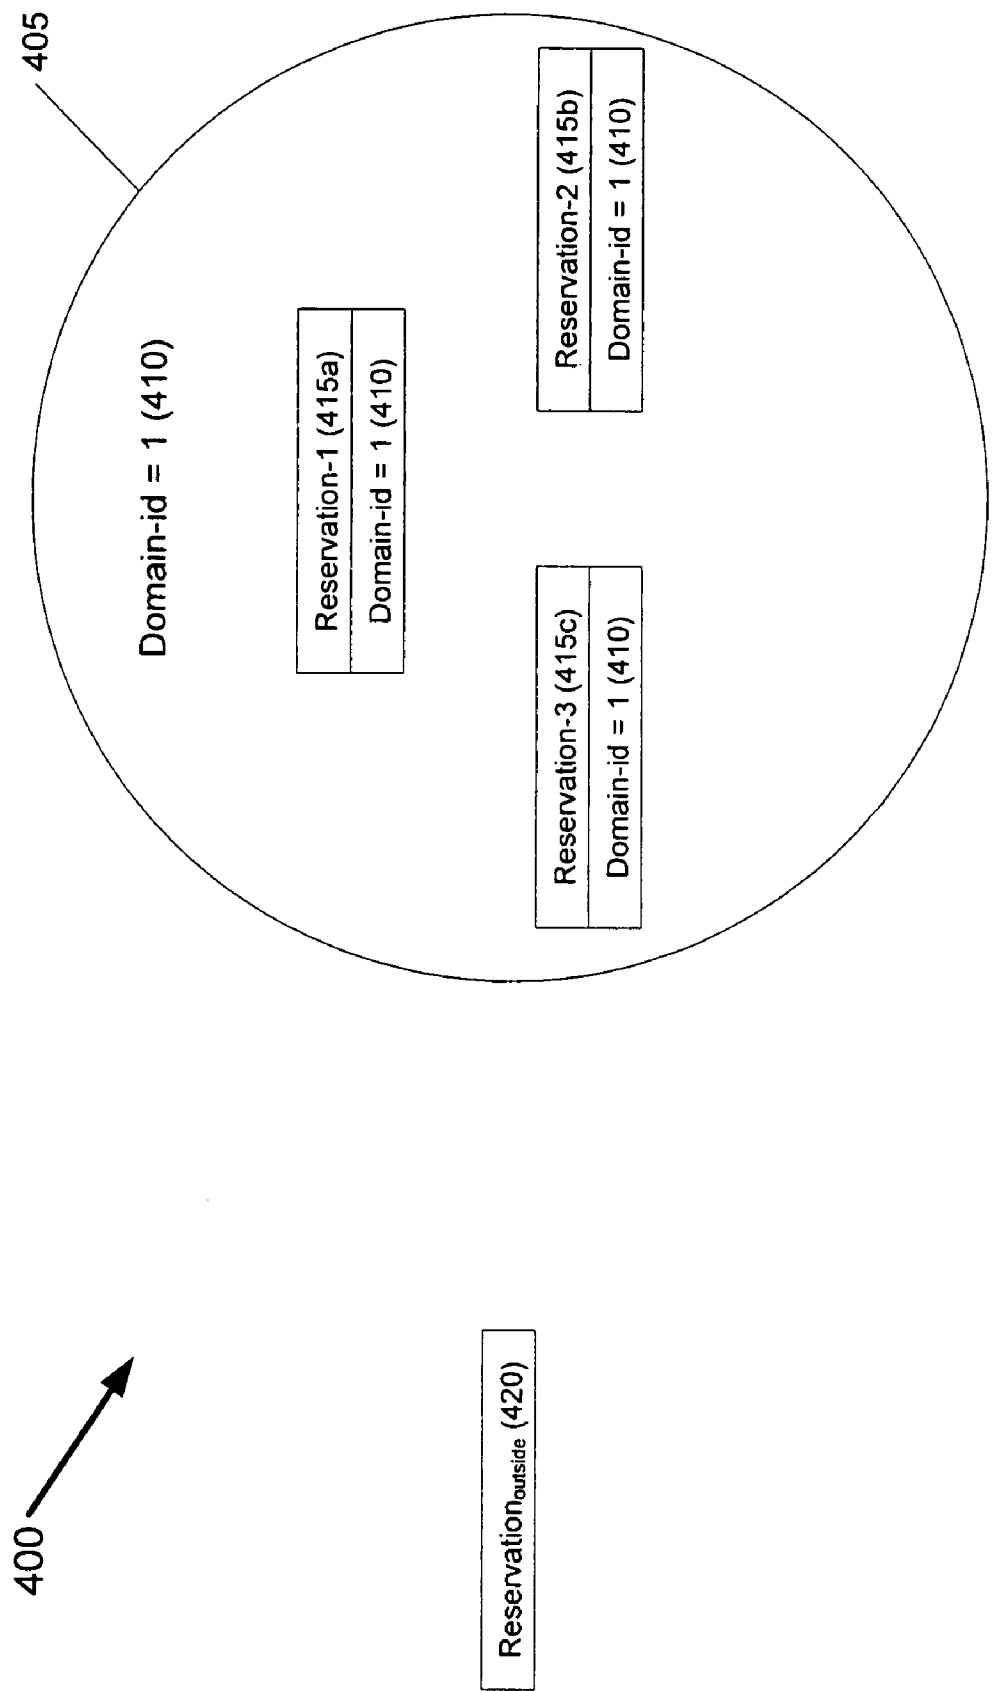 400
405
Domain-id = 1 (410)
Reservation-1 (415a)
Domain-id = 1 (410)
Reservation-3 (415c)
Domain-id = 1 (410)
Reservation-2 (415b)
Domain-id = 1 (410)
Reservationoutside (420)